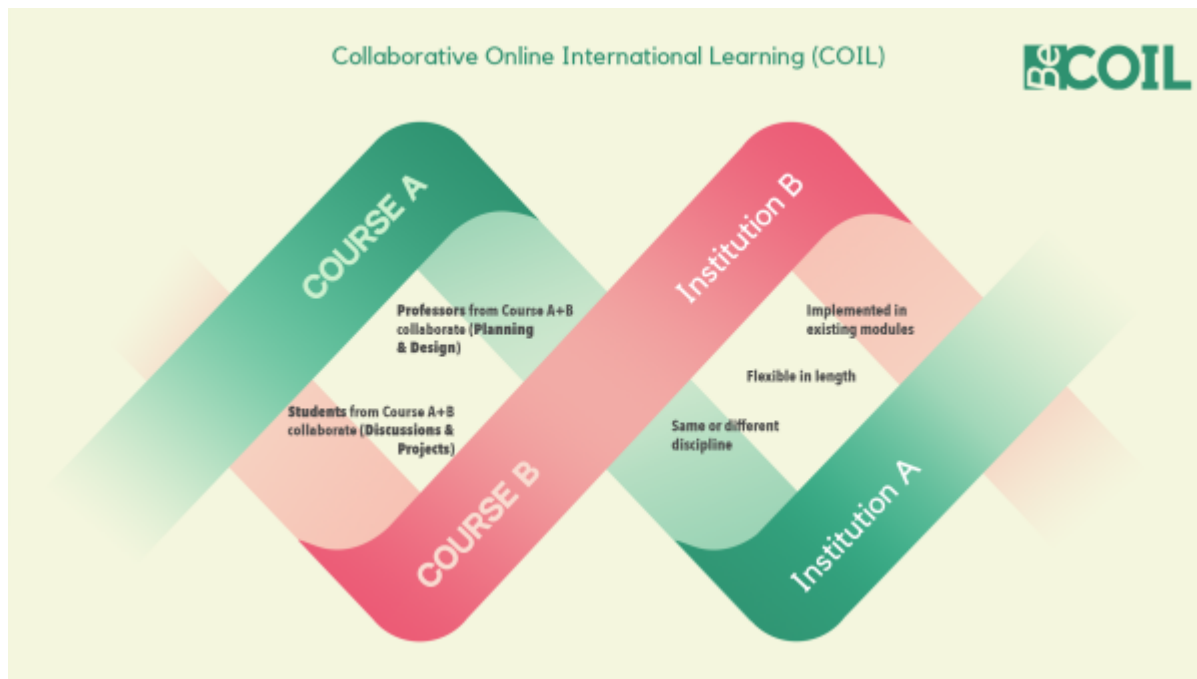 Collaborative Online International Learning (COIL)
BeCOIL
COURSE A
Institution B
Professors from Course A+B
collaborate (Planning
& Design)
Students from Course A+B
collaborate (Discussions &
Projects)
Implemented in
existing modules
Flexible in length
Same or different
discipline
COURSE B
Institution A